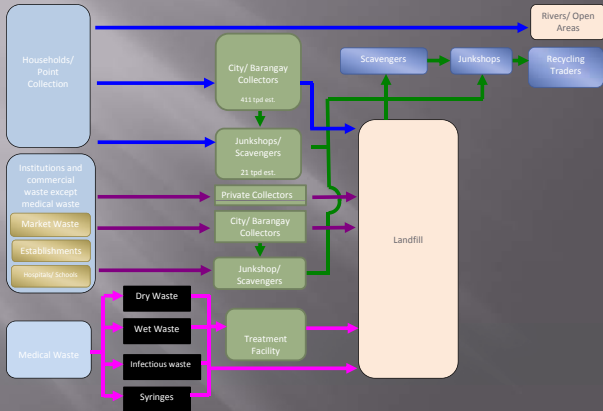 Households/
Point
Collection
City/ Barangay
Collectors
411 tpd est.
Junkshops/
Scavengers
21 tpd est.
Scavengers
Junkshops
Recycling
Traders
Rivers/ Open
Areas
Institutions and
commercial
waste except
medical waste
Market Waste
Establishments
Hospitals/ Schools
Private Collectors
City/ Barangay
Collectors
Junkshop/
Scavengers
Landfill
Medical Waste
Dry Waste
Wet Waste
Infectious waste
Syringes
Treatment
Facility